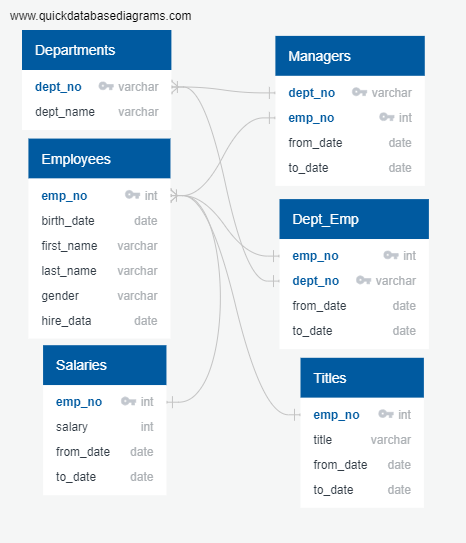 www.quickdatabasediagrams.com
Departments
dept_no varchar
dept_name varchar
Employees
emp_no int
birth_date date
first_name varchar
last_name varchar
gender varchar
hire_data date
Salaries
emp_no int
salary int
from_date date
to_date date
Managers
dept_no varchar
emp_no int
from_date date
to_date date
Dept_Emp
emp_no int
dept_no varchar
from_date date
to_date date
Titles
emp_no int
title varchar
from_date date
to_date date